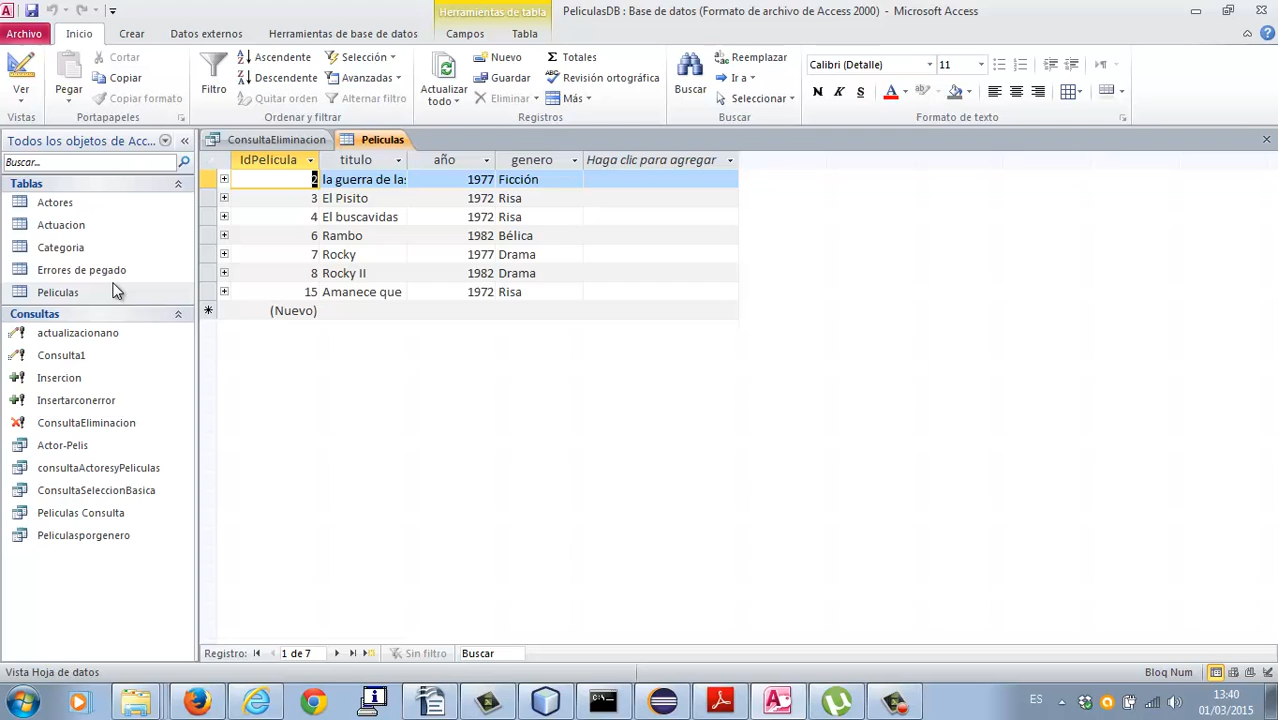 Herramientas de tabla
PeliculasDB : Base de datos (Formato de archivo de Access 2000) - Microsoft Access
Archivo Inicio Crear Datos externos Herramientas de base de datos Campos Tabla
Ver
Vistas
Pegar
Cortar
Copiar
Copiar formato
Portapapeles
Filtro
Ascendente
Descendente
Quitar orden
Selección
Avanzadas
Alternar filtro
Ordenar y filtrar
Actualizar todo
Nuevo
Guardar
Eliminar
Totales
Revisión ortográfica
Más
Registros
Buscar
Reemplazar
Ir a
Seleccionar
Buscar
Calibri (Detalle) 11
N K S A
Formato de texto
Todos los objetos de Acc...
Buscar...
Tablas
Actores
Actuacion
Categoria
Errores de pegado
Peliculas
Consultas
actualizacionano
Consulta1
Insercion
Insertarconerror
ConsultaEliminacion
Actor-Pelis
consultaActoresyPeliculas
ConsultaSeleccionBasica
Peliculas Consulta
Peliculasporgenero
ConsultaEliminacion Peliculas
IdPelicula titulo año genero Haga clic para agregar
2 la guerra de las 1977 Ficción
3 El Pisito 1972 Risa
4 El buscavidas 1972 Risa
6 Rambo 1982 Bélica
7 Rocky 1977 Drama
8 Rocky II 1982 Drama
15 Amanece que 1972 Risa
(Nuevo)
Registro: 1 de 7 Sin filtro Buscar
Vista Hoja de datos Bloq Num
ES 13:40
01/03/2015